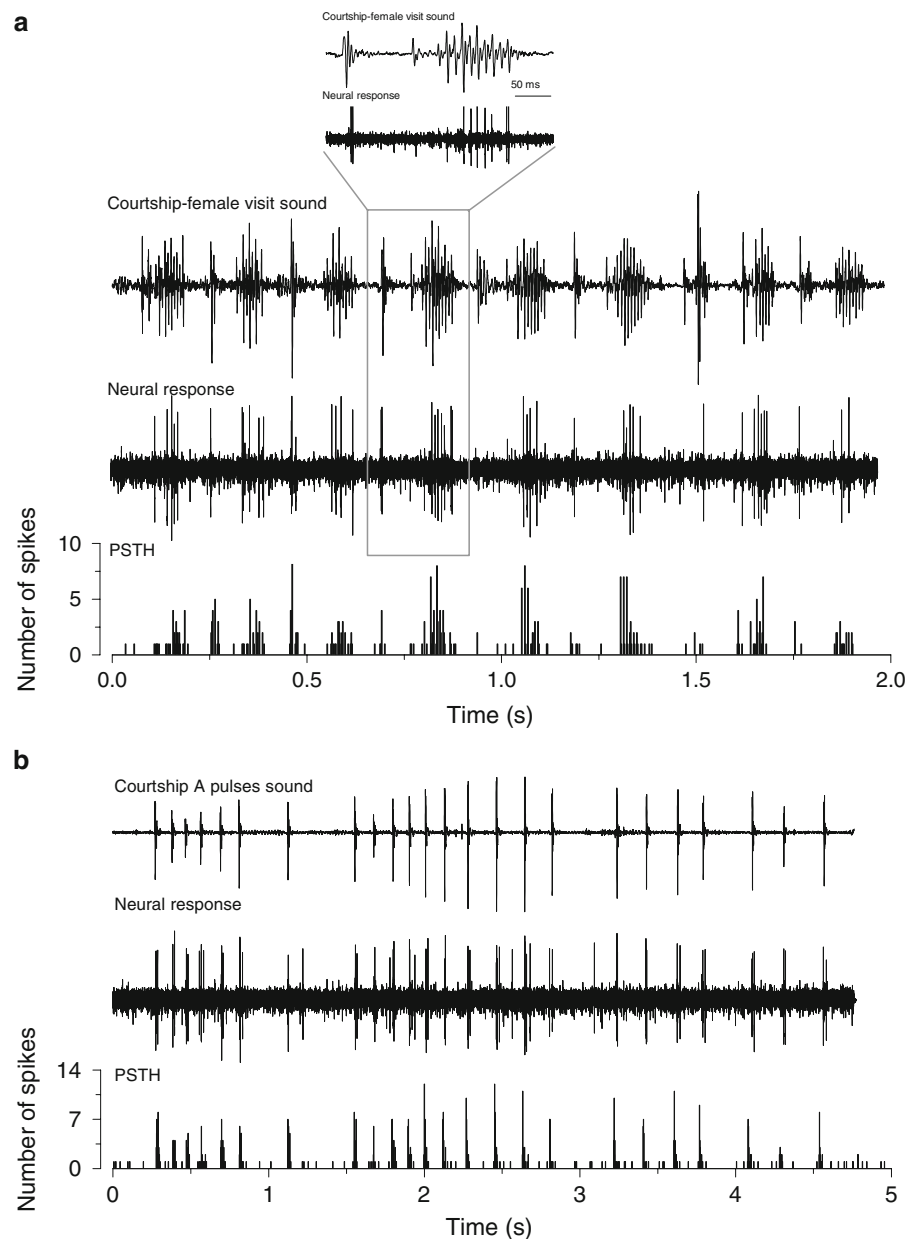 a
Courtship-female visit sound
50 ms
Neural response
Courtship-female visit sound
Neural response
PSTH
Number of spikes
10
5
0
0.0 0.5 1.0 1.5 2.0
Time (s)
b
Courtship A pulses sound
Neural response
PSTH
Number of spikes
14
7
0
0 1 2 3 4 5
Time (s)